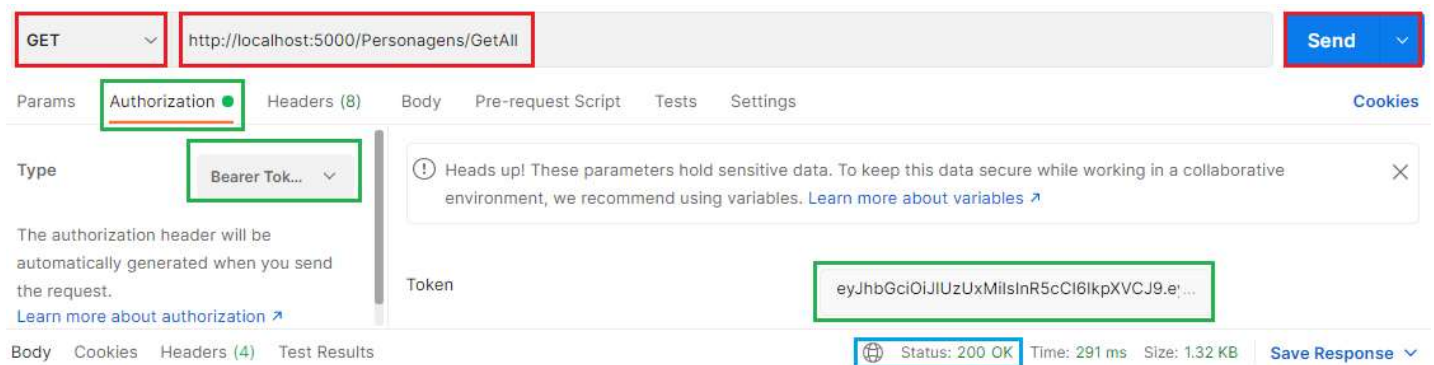 GET http://localhost:5000/Personagens/GetAll Send
Params Authorization Headers (8) Body Pre-request Script Tests Settings Cookies
Type Bearer Tok...
Heads up! These parameters hold sensitive data. To keep this data secure while working in a collaborative
environment, we recommend using variables. Learn more about variables ↗
The authorization header will be
automatically generated when you send
the request.
Learn more about authorization ↗
Token eyJhbGciOiJIUzUxMiIsInR5cCI6IkpXVCJ9.ey...
Body Cookies Headers (4) Test Results Status: 200 OK Time: 291 ms Size: 1.32 KB Save Response